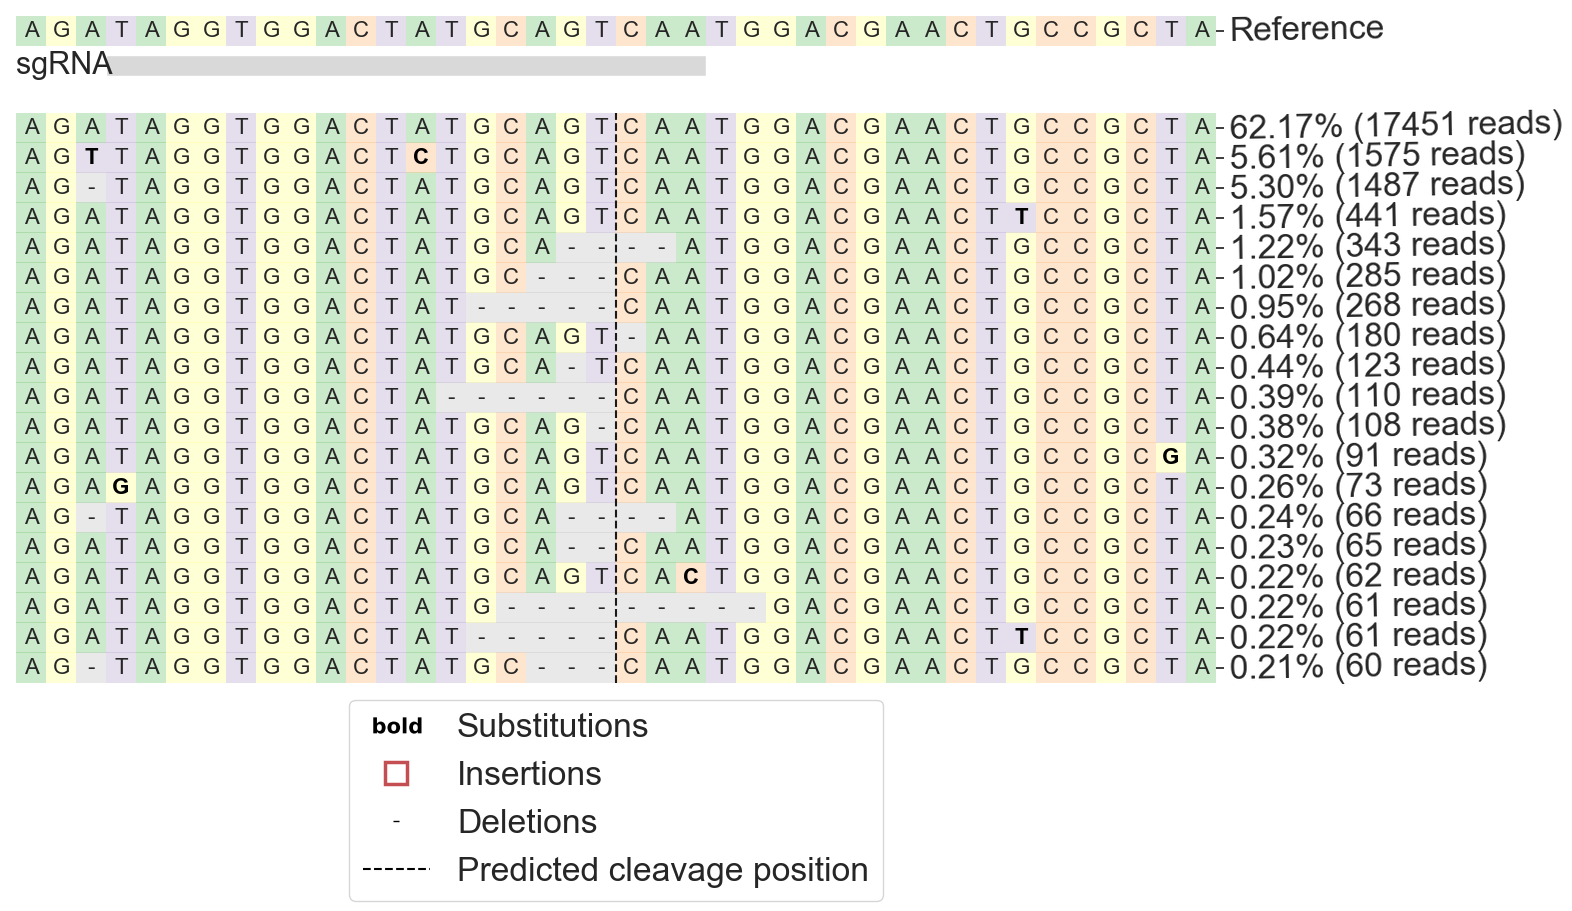 A G A T A G G T G G A C T A T G C A G T C A A T G G A C G A A C T G C C G C T A Reference
sgRNA
A G A T A G G T G G A C T A T G C A G T C A A T G G A C G A A C T G C C G C T A 62.17% (17451 reads)
A G T T A G G T G G A C T C T G C A G T C A A T G G A C G A A C T G C C G C T A 5.61% (1575 reads)
A G - T A G G T G G A C T A T G C A G T C A A T G G A C G A A C T G C C G C T A 5.30% (1487 reads)
A G A T A G G T G G A C T A T G C A G T C A A T G G A C G A A C T T C C G C T A 1.57% (441 reads)
A G A T A G G T G G A C T A T G C A - - - - A T G G A C G A A C T G C C G C T A 1.22% (343 reads)
A G A T A G G T G G A C T A T G C - - - C A A T G G A C G A A C T G C C G C T A 1.02% (285 reads)
A G A T A G G T G G A C T A T - - - - - C A A T G G A C G A A C T G C C G C T A 0.95% (268 reads)
A G A T A G G T G G A C T A T G C A G T - A A T G G A C G A A C T G C C G C T A 0.64% (180 reads)
A G A T A G G T G G A C T A T G C A - T C A A T G G A C G A A C T G C C G C T A 0.44% (123 reads)
A G A T A G G T G G A C T A - - - - - - C A A T G G A C G A A C T G C C G C T A 0.39% (110 reads)
A G A T A G G T G G A C T A T G C A G - C A A T G G A C G A A C T G C C G C T A 0.38% (108 reads)
A G A T A G G T G G A C T A T G C A G T C A A T G G A C G A A C T G C C G C G A 0.32% (91 reads)
A G A G A G G T G G A C T A T G C A G T C A A T G G A C G A A C T G C C G C T A 0.26% (73 reads)
A G - T A G G T G G A C T A T G C A - - - - A T G G A C G A A C T G C C G C T A 0.24% (66 reads)
A G A T A G G T G G A C T A T G C A - - C A A T G G A C G A A C T G C C G C T A 0.23% (65 reads)
A G A T A G G T G G A C T A T G C A G T C A C T G G A C G A A C T G C C G C T A 0.22% (62 reads)
A G A T A G G T G G A C T A T G - - - - - - - - - G A C G A A C T G C C G C T A 0.22% (61 reads)
A G A T A G G T G G A C T A T - - - - - C A A T G G A C G A A C T T C C G C T A 0.22% (61 reads)
A G - T A G G T G G A C T A T G C - - - C A A T G G A C G A A C T G C C G C T A 0.21% (60 reads)
bold Substitutions
Insertions
- Deletions
Predicted cleavage position